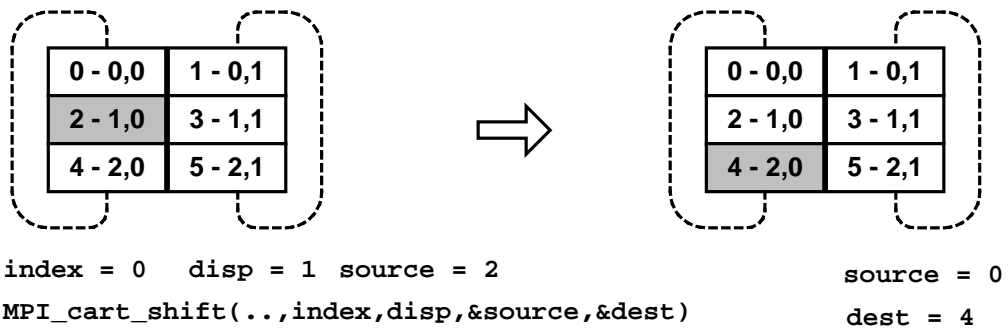 0 - 0,0 1 - 0,1
2 - 1,0 3 - 1,1
4 - 2,0 5 - 2,1
0 - 0,0 1 - 0,1
2 - 1,0 3 - 1,1
4 - 2,0 5 - 2,1
index = 0 disp = 1 source = 2
MPI_cart_shift(..,index,disp,&source,&dest)
source = 0
dest = 4